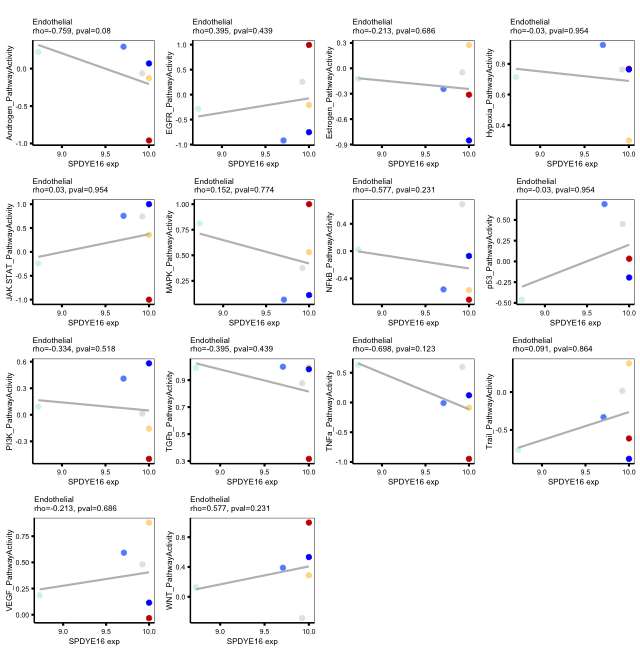 Endothelial
rho=-0.759, pval=0.08
Androgen_PathwayActivity
0.0
-0.5
-1.0
9.0 9.5 10.0
SPDYE16 exp
Endothelial
rho=0.395, pval=0.439
EGFR_PathwayActivity
1.0
0.5
0.0
-0.5
-1.0
9.0 9.5 10.0
SPDYE16 exp
Endothelial
rho=-0.213, pval=0.686
Estrogen_PathwayActivity
0.3
0.0
-0.3
-0.6
-0.9
9.0 9.5 10.0
SPDYE16 exp
Endothelial
rho=-0.03, pval=0.954
Hypoxia_PathwayActivity
0.8
0.6
0.4
9.0 9.5 10.0
SPDYE16 exp
Endothelial
rho=0.03, pval=0.954
JAK.STAT_PathwayActivity
1.0
0.5
0.0
-0.5
-1.0
9.0 9.5 10.0
SPDYE16 exp
Endothelial
rho=0.152, pval=0.774
MAPK_PathwayActivity
1.00
0.75
0.50
0.25
9.0 9.5 10.0
SPDYE16 exp
Endothelial
rho=-0.577, pval=0.231
NFkB_PathwayActivity
0.4
0.0
-0.4
9.0 9.5 10.0
SPDYE16 exp
Endothelial
rho=-0.03, pval=0.954
p53_PathwayActivity
0.50
0.25
0.00
-0.25
-0.50
9.0 9.5 10.0
SPDYE16 exp
Endothelial
rho=-0.334, pval=0.518
PI3K_PathwayActivity
0.6
0.3
0.0
-0.3
9.0 9.5 10.0
SPDYE16 exp
Endothelial
rho=-0.395, pval=0.439
TGFb_PathwayActivity
0.9
0.7
0.5
0.3
9.0 9.5 10.0
SPDYE16 exp
Endothelial
rho=-0.698, pval=0.123
TNFa_PathwayActivity
0.5
0.0
-0.5
-1.0
9.0 9.5 10.0
SPDYE16 exp
Endothelial
rho=0.091, pval=0.864
Trail_PathwayActivity
0.0
-0.5
9.0 9.5 10.0
SPDYE16 exp
Endothelial
rho=-0.213, pval=0.686
VEGF_PathwayActivity
0.75
0.50
0.25
0.00
9.0 9.5 10.0
SPDYE16 exp
Endothelial
rho=0.577, pval=0.231
WNT_PathwayActivity
0.8
0.4
0.0
9.0 9.5 10.0
SPDYE16 exp